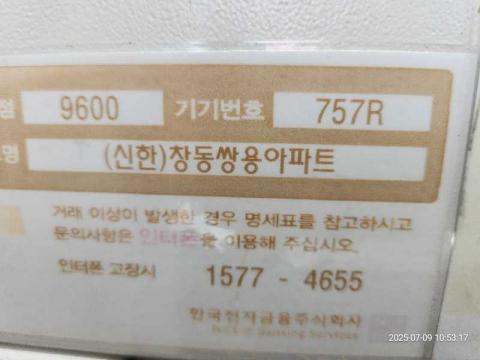 점 9600 기기번호 757R
명 (신한)창동쌍용아파트
거래 이상이 발생한 경우 명세표를 참고하시고
문의사항은 인터폰을 이용해 주십시오.
인터폰 고장시 1577 - 4655
한국전자금융주식회사
2025-07-09 10:53:17